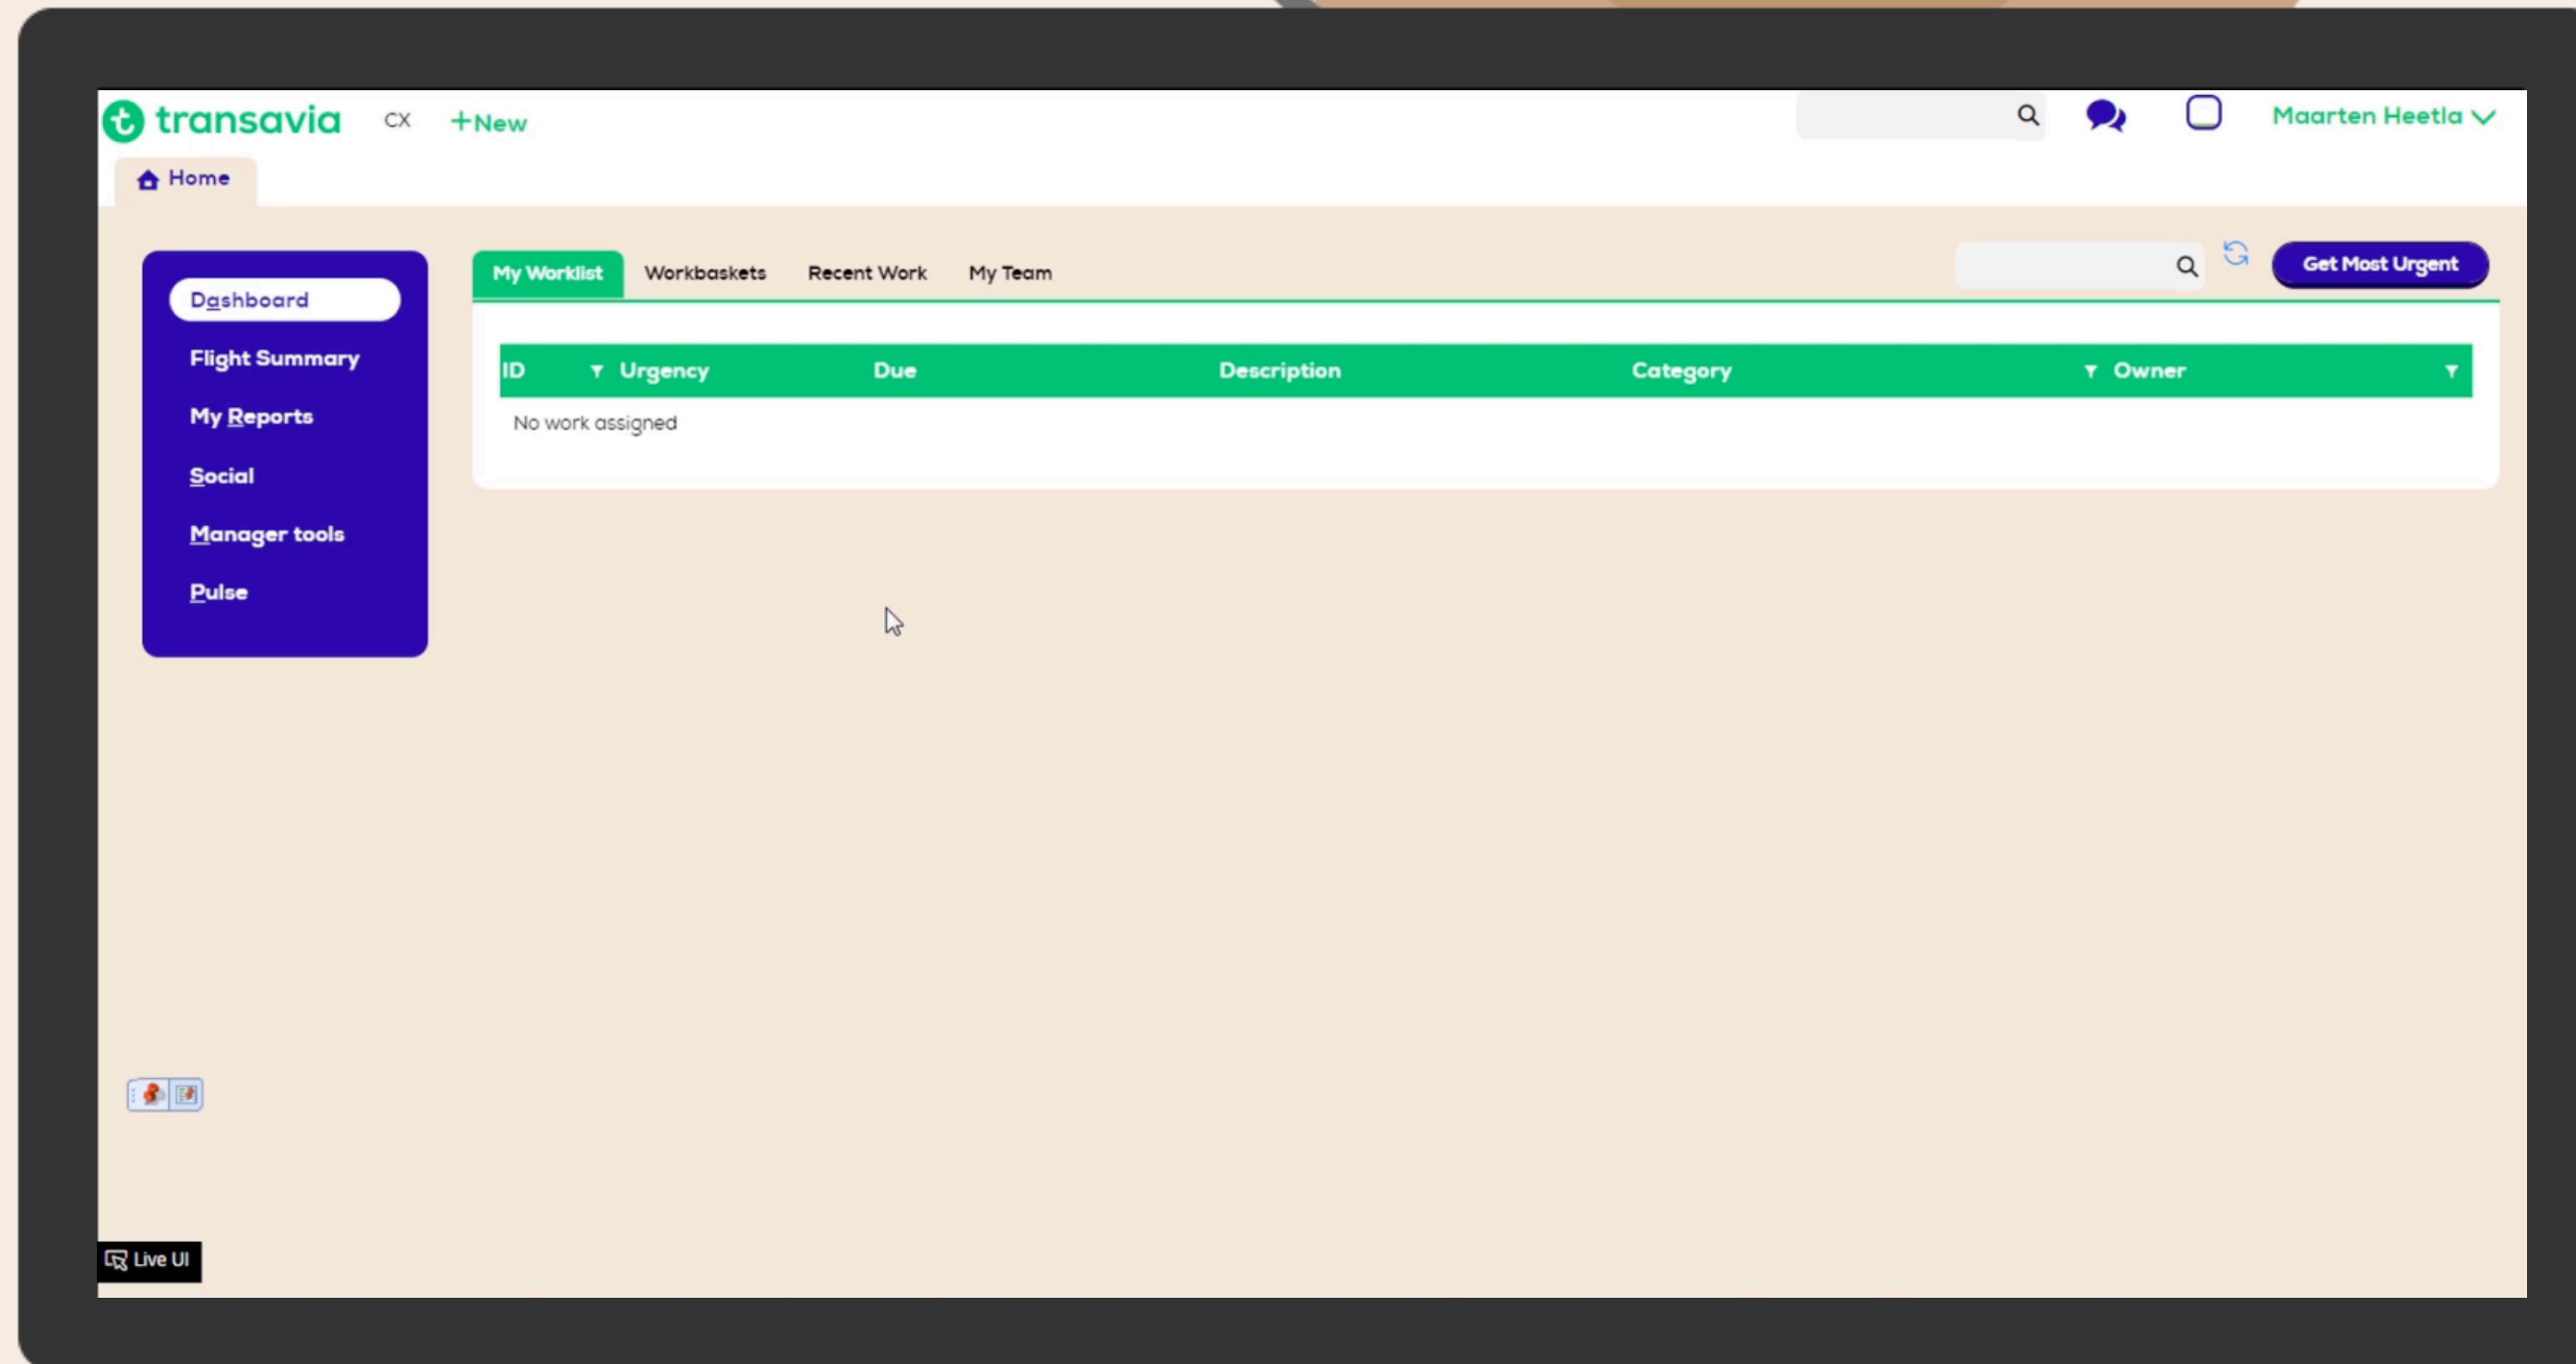 transavia CX +New Maarten Heetla
Home
My Worklist Workbaskets Recent Work My Team Get Most Urgent
Dashboard
Flight Summary
My Reports
Social
Manager tools
Pulse
ID Urgency Due Description Category Owner
No work assigned
Live UI